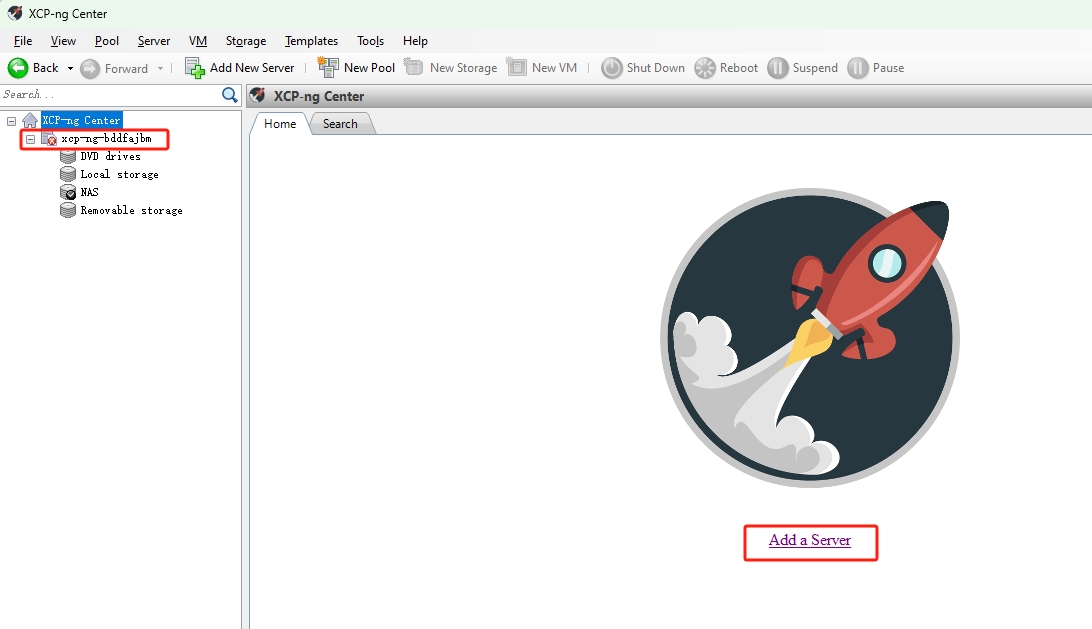 XCP-ng Center
File View Pool Server VM Storage Templates Tools Help
Back Forward Add New Server New Pool New Storage New VM Shut Down Reboot Suspend Pause
Search...
XCP-ng Center
Home Search
XCP-ng Center
xcp-ng-bddfajbm
DVD drives
Local storage
NAS
Removable storage
Add a Server